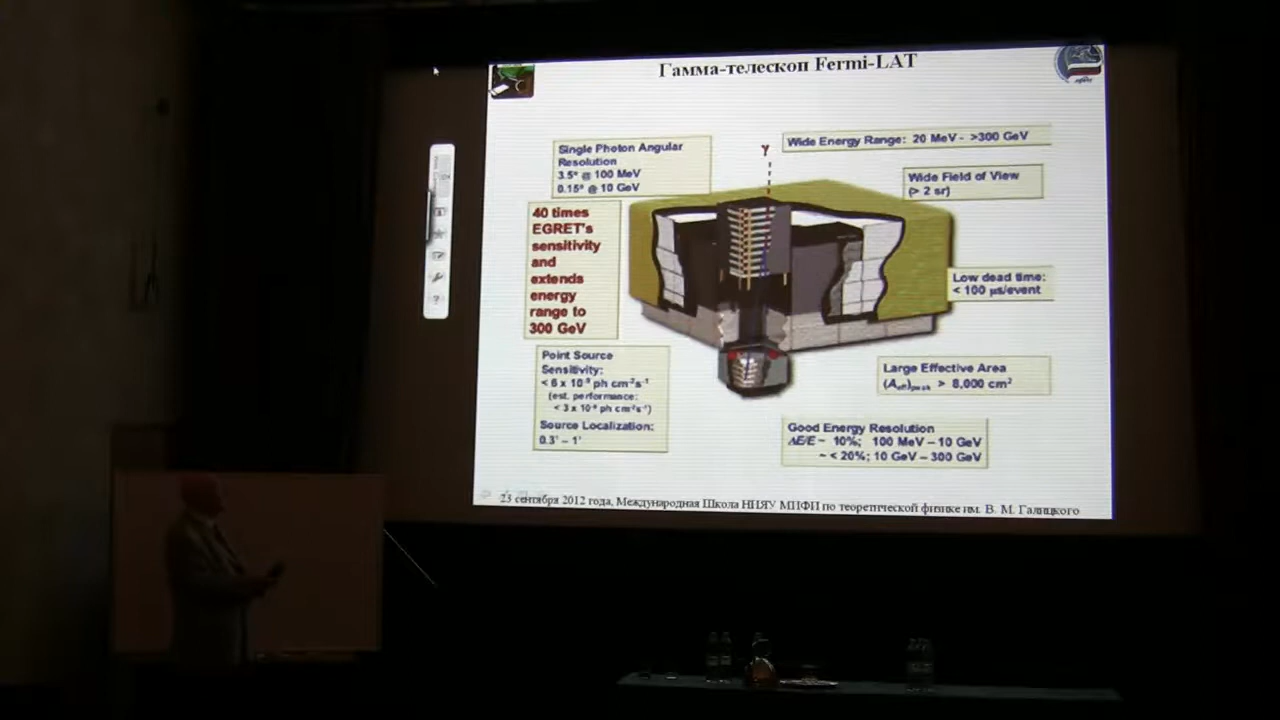 Гамма-телескоп Fermi-LAT
Single Photon Angular
Resolution
3.5° @ 100 MeV
0.15° @ 10 GeV
γ
Wide Energy Range: 20 MeV - >300 GeV
Wide Field of View
(> 2 sr)
40 times
EGRET's
sensitivity
and
extends
energy
range to
300 GeV
Low dead time:
< 100 μs/event
Point Source
Sensitivity:
< 6 x 10⁻⁹ ph cm⁻²s⁻¹
(est. performance:
< 3 x 10⁻⁹ ph cm⁻²s⁻¹)
Source Localization:
0.3' – 1'
Large Effective Area
(Aeff)peak > 8,000 cm²
Good Energy Resolution
ΔE/E ~ 10%; 100 MeV – 10 GeV
~ < 20%; 10 GeV – 300 GeV
23 сентября 2012 года, Международная Школа НИЯУ МИФИ по теоретической физике им. В. М. Галицкого